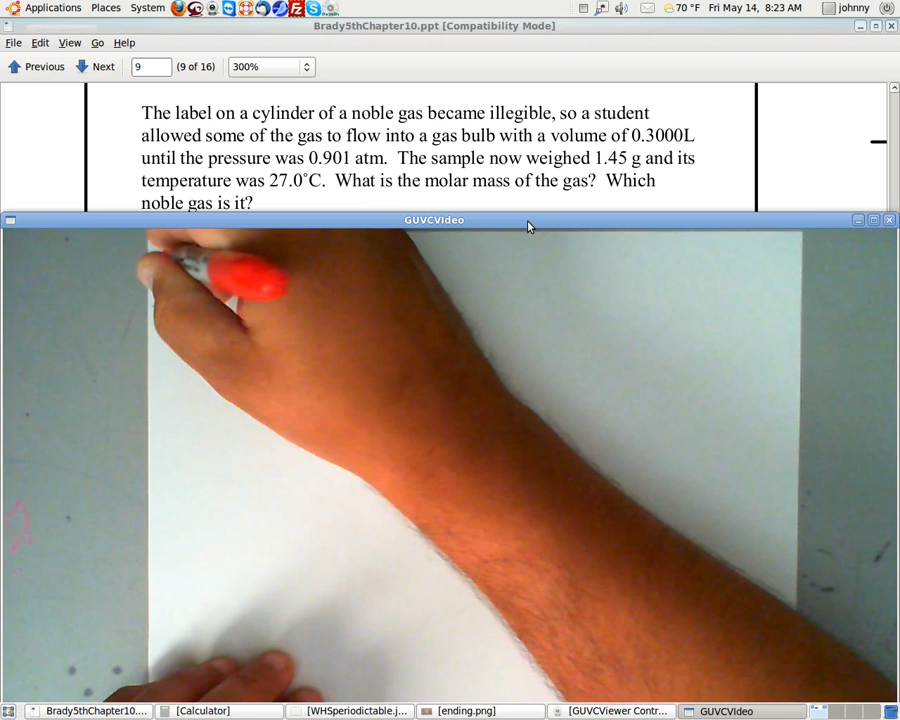 Applications Places System 70 °F Fri May 14, 8:23 AM johnny
Brady5thChapter10.ppt [Compatibility Mode]
File Edit View Go Help
Previous Next 9 (9 of 16) 300%
The label on a cylinder of a noble gas became illegible, so a student
allowed some of the gas to flow into a gas bulb with a volume of 0.3000L
until the pressure was 0.901 atm. The sample now weighed 1.45 g and its
temperature was 27.0˚C. What is the molar mass of the gas? Which
noble gas is it?
GUVCVideo
Brady5thChapter10.... [Calculator] [WHSperiodictable.j... [ending.png] [GUVCViewer Contr... GUVCVIdeo